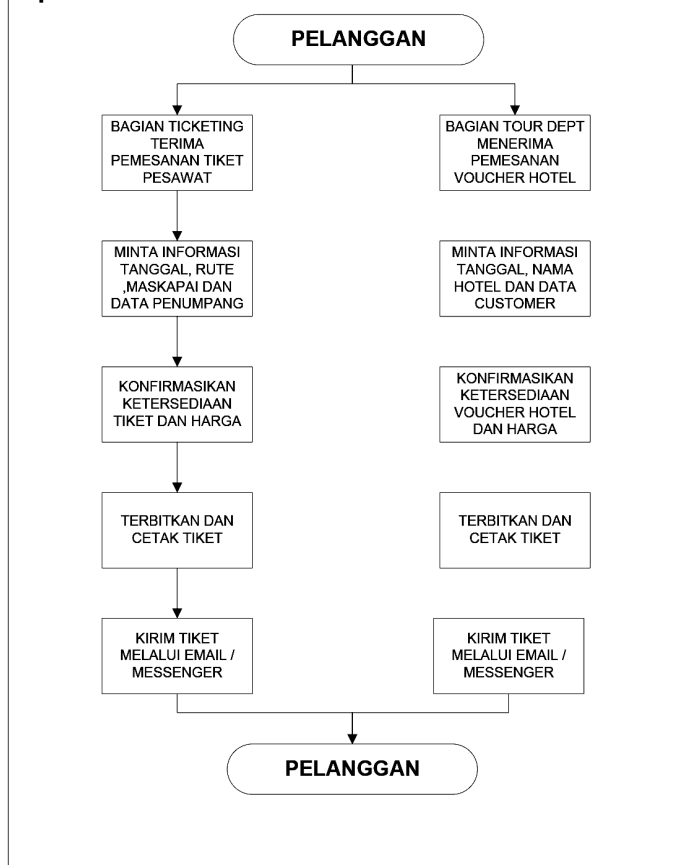 PELANGGAN
BAGIAN TICKETING
TERIMA
PEMESANAN TIKET
PESAWAT
BAGIAN TOUR DEPT
MENERIMA
PEMESANAN
VOUCHER HOTEL
MINTA INFORMASI
TANGGAL, RUTE
,MASKAPAI DAN
DATA PENUMPANG
MINTA INFORMASI
TANGGAL, NAMA
HOTEL DAN DATA
CUSTOMER
KONFIRMASIKAN
KETERSEDIAAN
TIKET DAN HARGA
KONFIRMASIKAN
KETERSEDIAAN
VOUCHER HOTEL
DAN HARGA
TERBITKAN DAN
CETAK TIKET
TERBITKAN DAN
CETAK TIKET
KIRIM TIKET
MELALUI EMAIL /
MESSENGER
KIRIM TIKET
MELALUI EMAIL /
MESSENGER
PELANGGAN